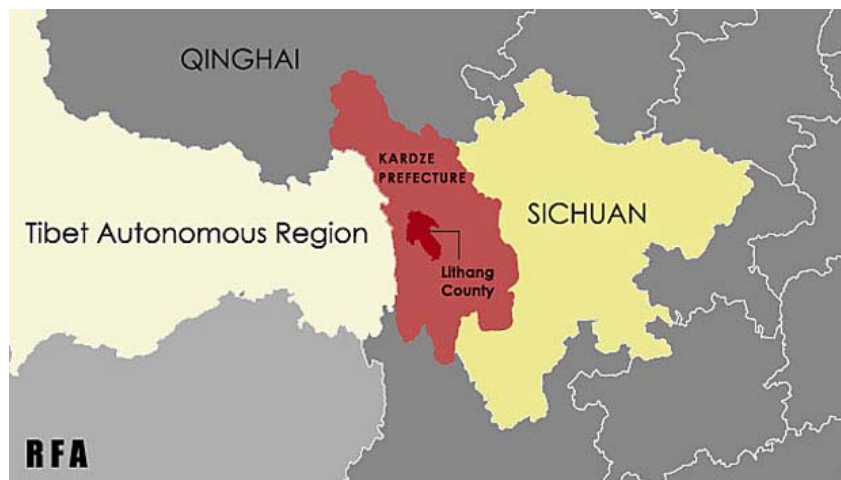 QINGHAI
KARDZE
PREFECTURE
SICHUAN
Tibet Autonomous Region
Lithang
County
RFA